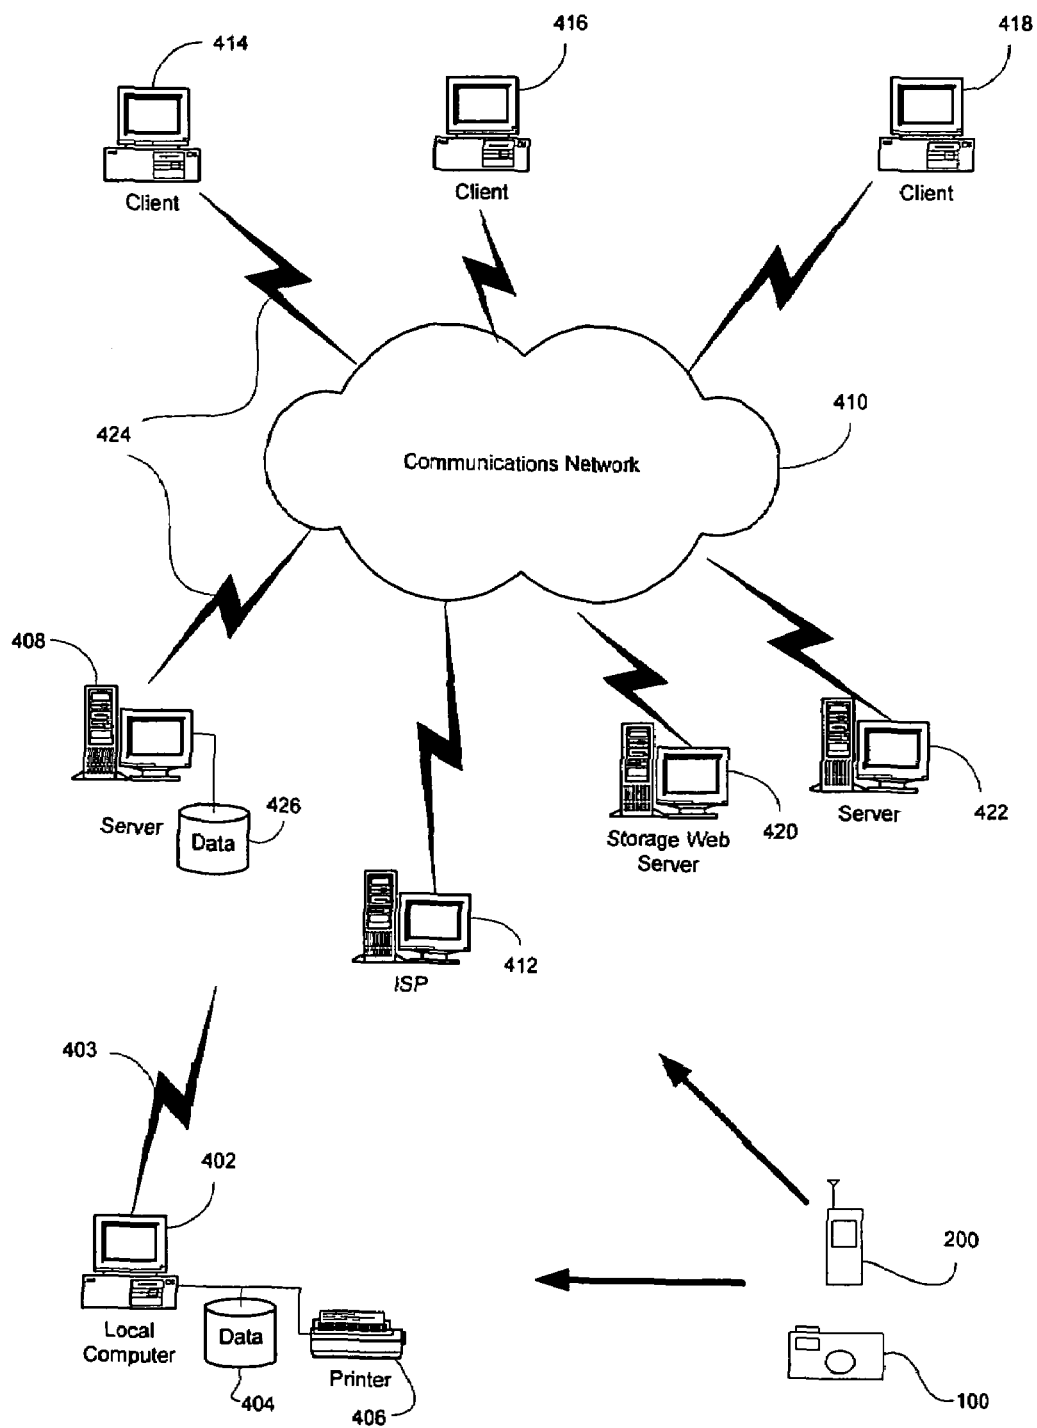 414
416
418
Client
Client
Client
410
424
Communications Network
408
Server
Data
426
Storage Web
Server
420
Server
422
ISP
412
403
402
Local
Computer
Data
404
Printer
406
200
100